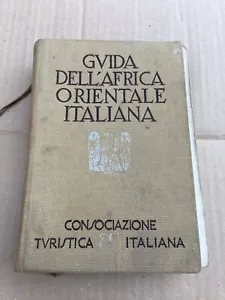 GVIDA
DELL'AFRICA
ORIENTALE
ITALIANA
CONSOCIAZIONE
TVRISTICA ITALIANA